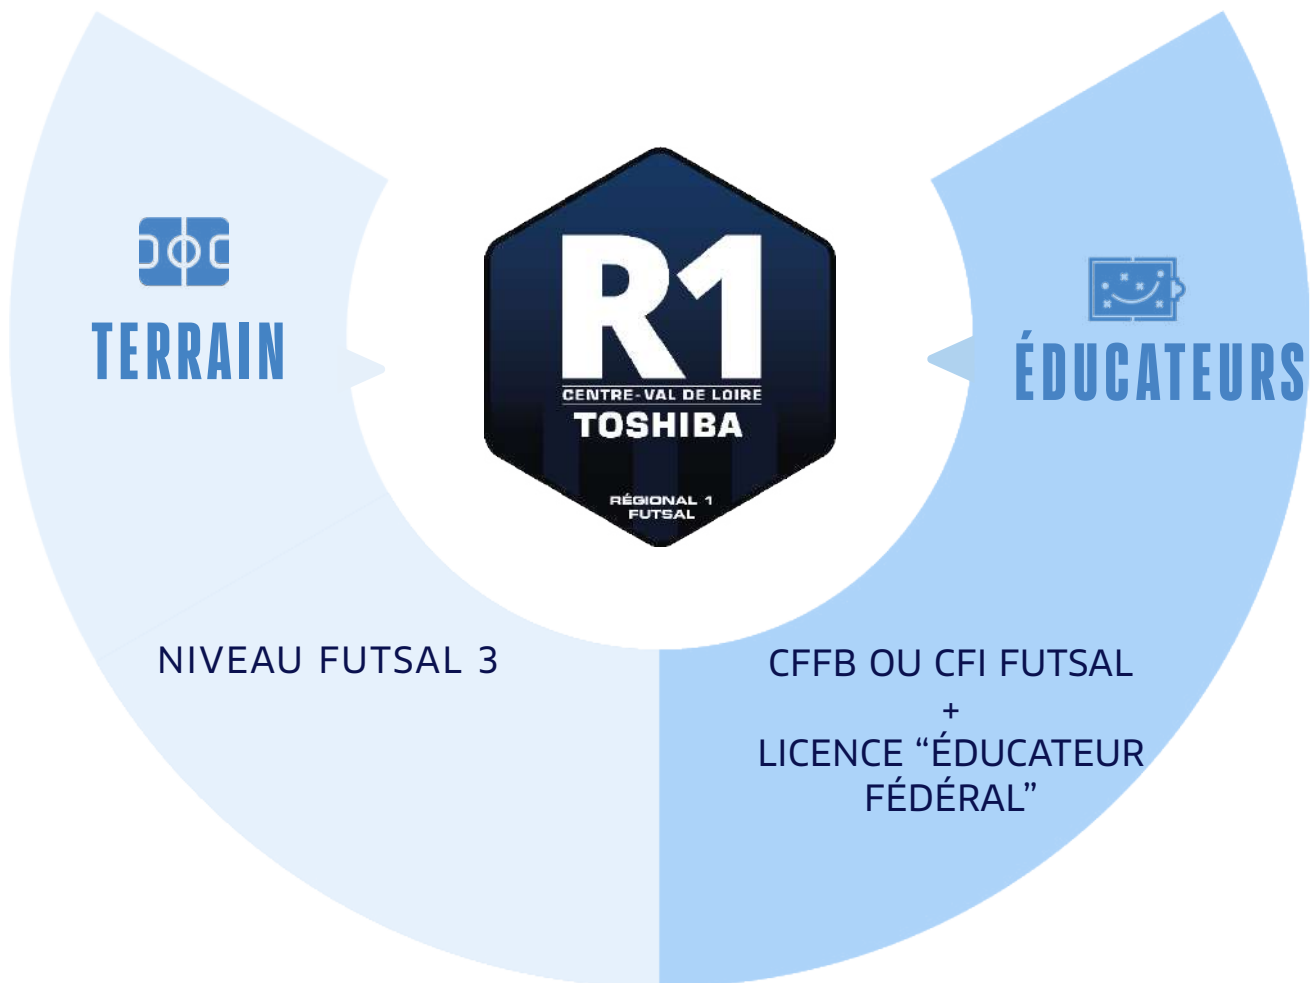 R1
CENTRE-VAL DE LOIRE
TOSHIBA
RÉGIONAL 1
FUTSAL
TERRAIN
NIVEAU FUTSAL 3
ÉDUCATEURS
CFFB OU CFI FUTSAL
+
LICENCE “ÉDUCATEUR
FÉDÉRAL”